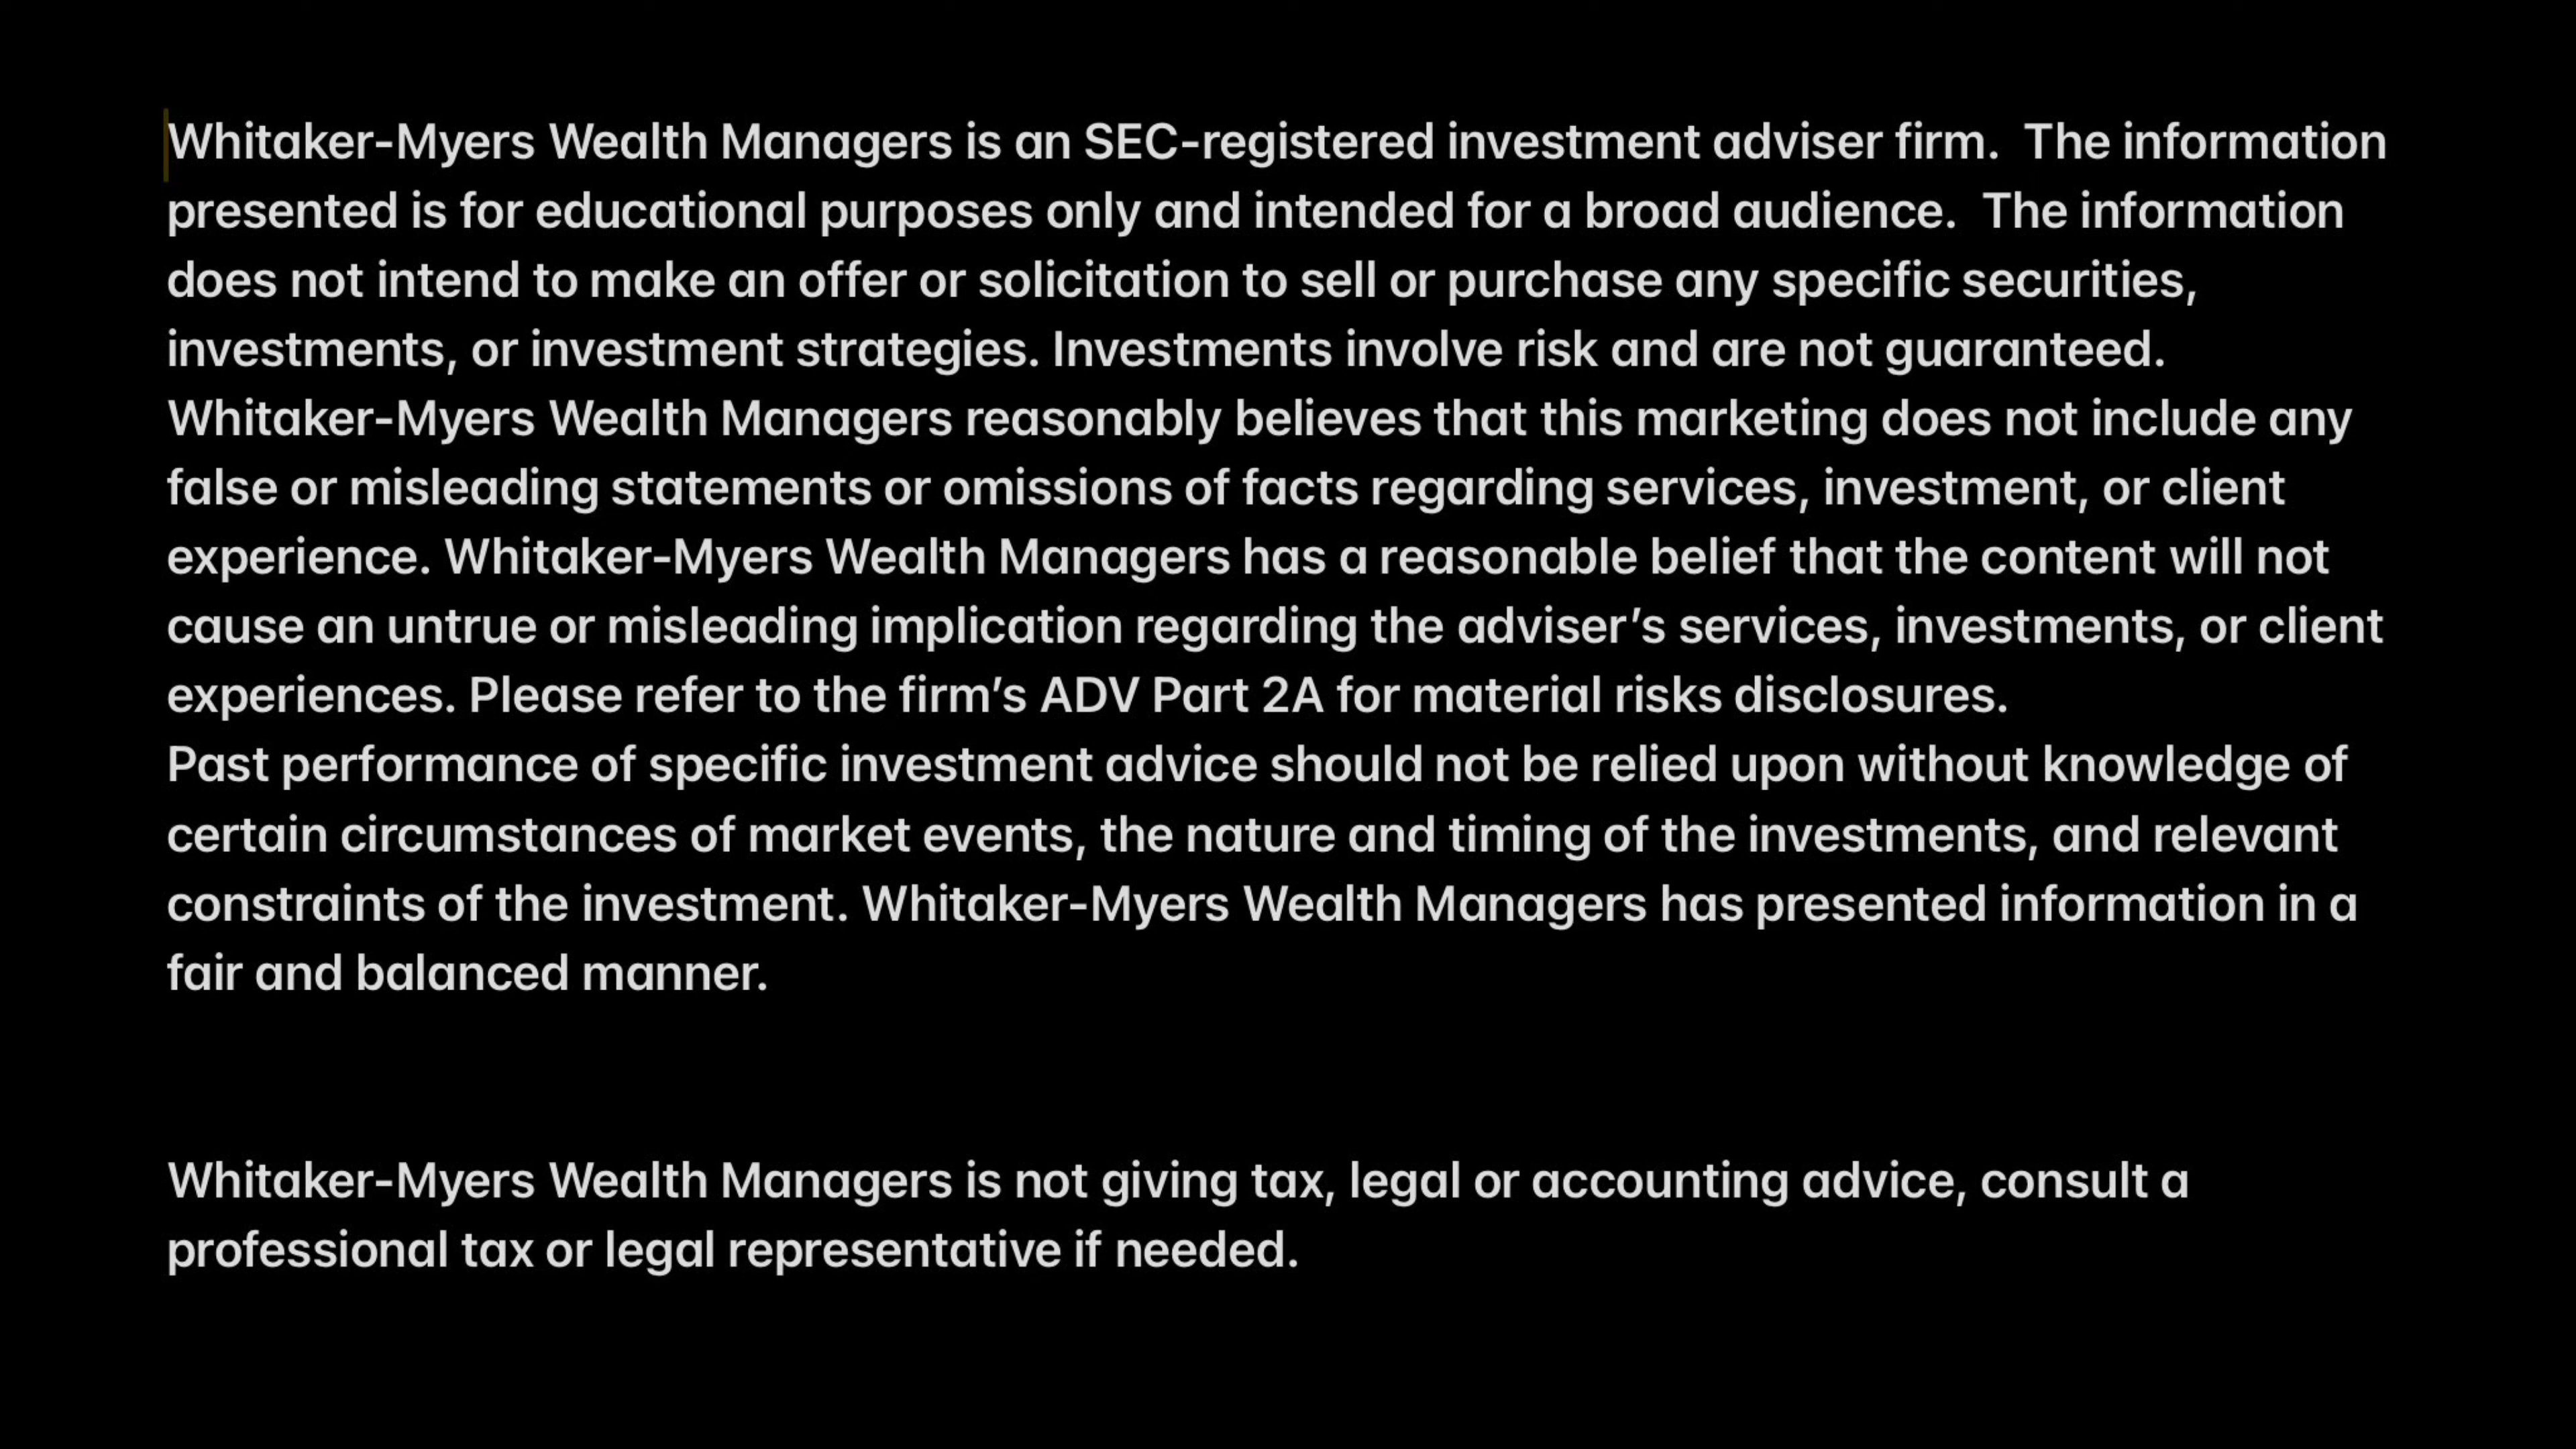 Whitaker-Myers Wealth Managers is an SEC-registered investment adviser firm.  The information
presented is for educational purposes only and intended for a broad audience.  The information
does not intend to make an offer or solicitation to sell or purchase any specific securities,
investments, or investment strategies. Investments involve risk and are not guaranteed.
Whitaker-Myers Wealth Managers reasonably believes that this marketing does not include any
false or misleading statements or omissions of facts regarding services, investment, or client
experience. Whitaker-Myers Wealth Managers has a reasonable belief that the content will not
cause an untrue or misleading implication regarding the adviser’s services, investments, or client
experiences. Please refer to the firm’s ADV Part 2A for material risks disclosures.
Past performance of specific investment advice should not be relied upon without knowledge of
certain circumstances of market events, the nature and timing of the investments, and relevant
constraints of the investment. Whitaker-Myers Wealth Managers has presented information in a
fair and balanced manner.
Whitaker-Myers Wealth Managers is not giving tax, legal or accounting advice, consult a
professional tax or legal representative if needed.